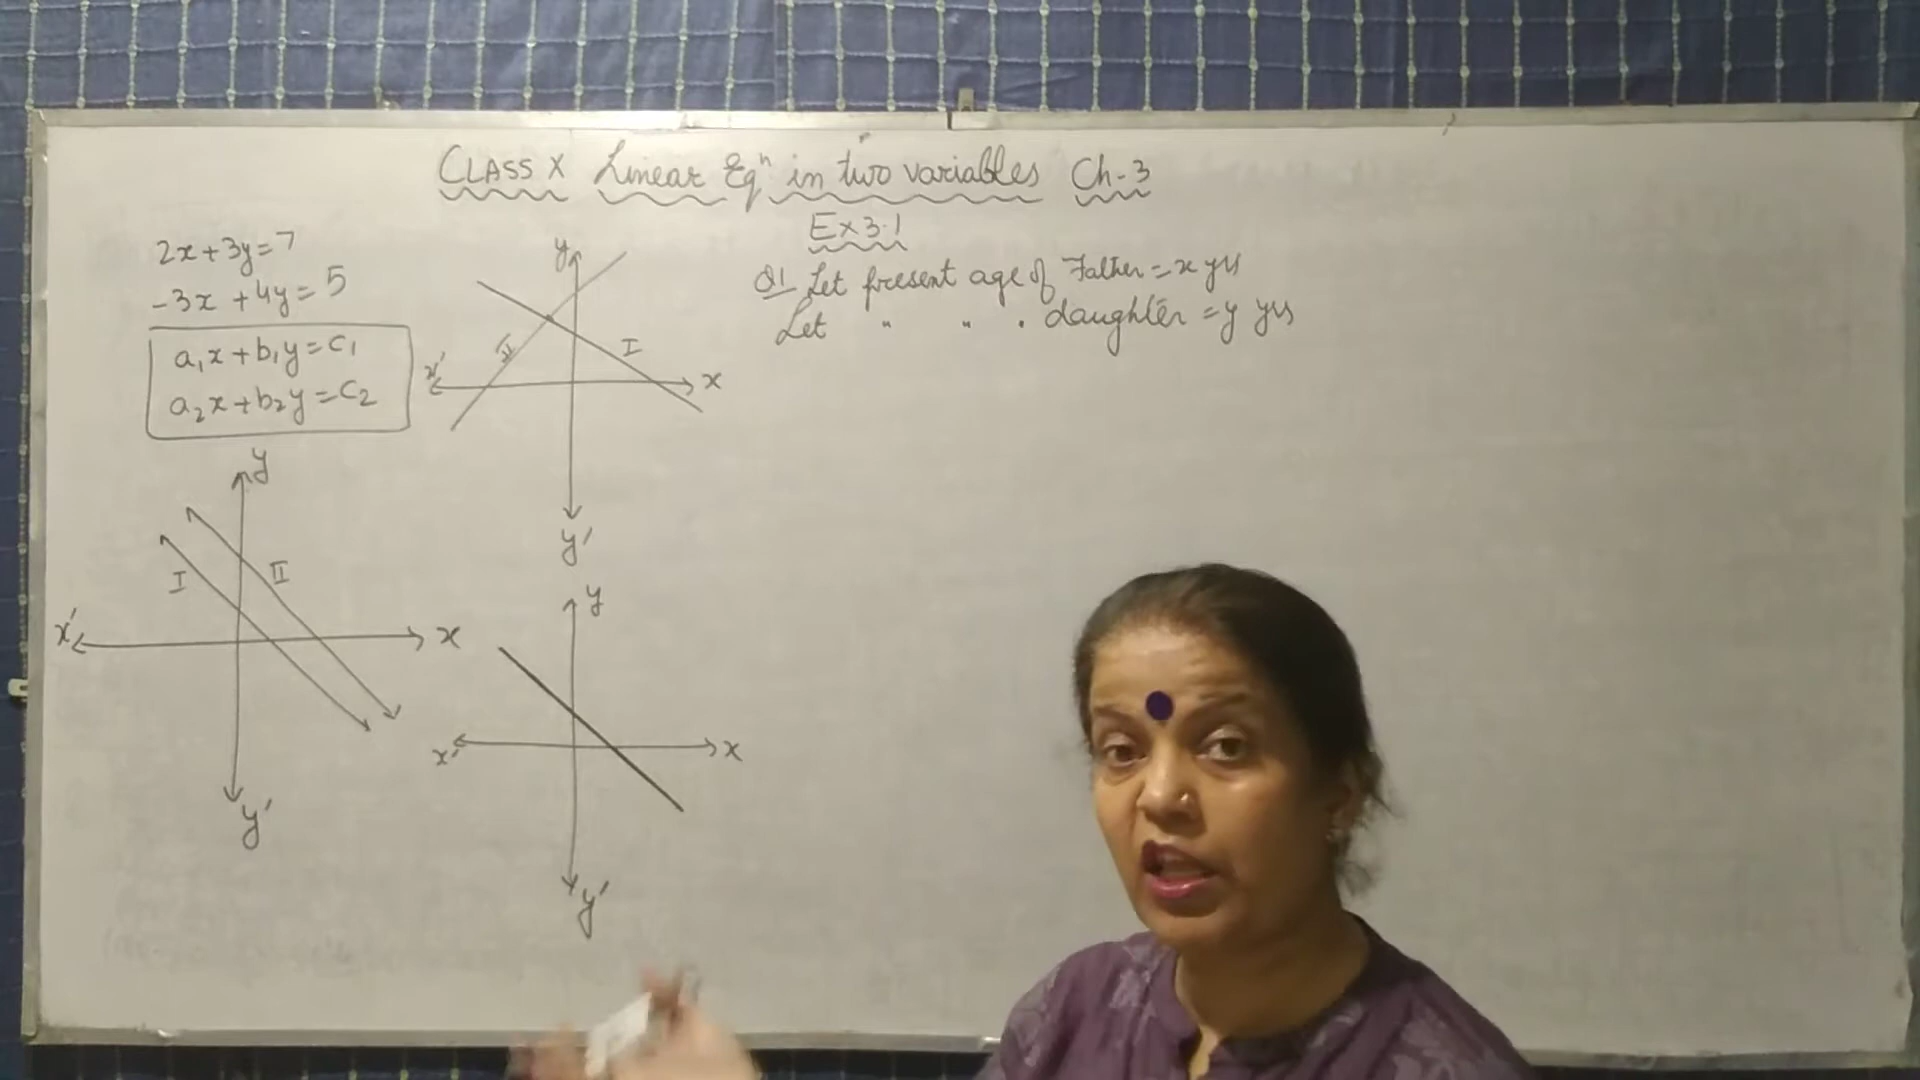 CLASS X Linear Eqⁿ in two variables Ch-3
2x+3y=7
-3x+4y=5
a₁x+b₁y=c₁
a₂x+b₂y=c₂
y
II
I
x'
x
y'
Ex 3.1
Q1 Let present age of Father = x yrs
Let " " . daughter = y yrs
y
I
II
x'
x
y'
y
x'
x
y'